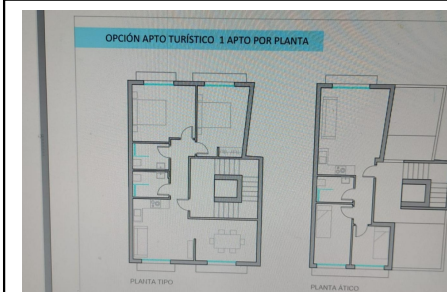 OPCIÓN APTO TURÍSTICO 1 APTO POR PLANTA
PLANTA TIPO
PLANTA ATICO